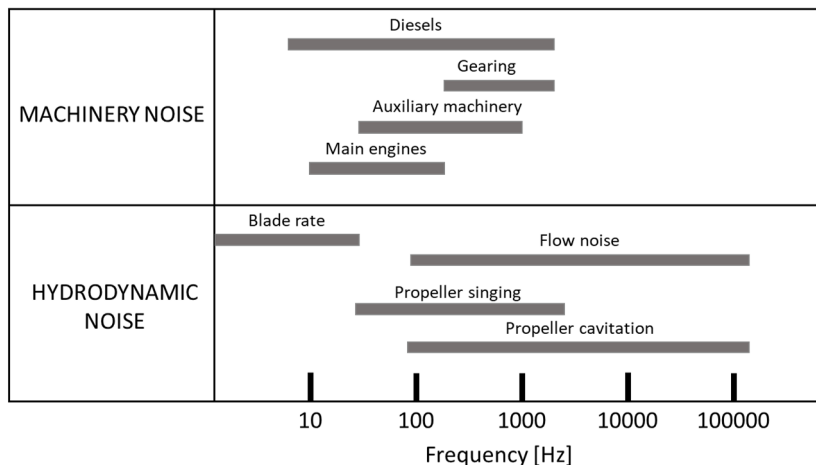 Diesels
Gearing
MACHINERY NOISE
Auxiliary machinery
Main engines
Blade rate
Flow noise
HYDRODYNAMIC
NOISE
Propeller singing
Propeller cavitation
10 100 1000 10000 100000
Frequency [Hz]